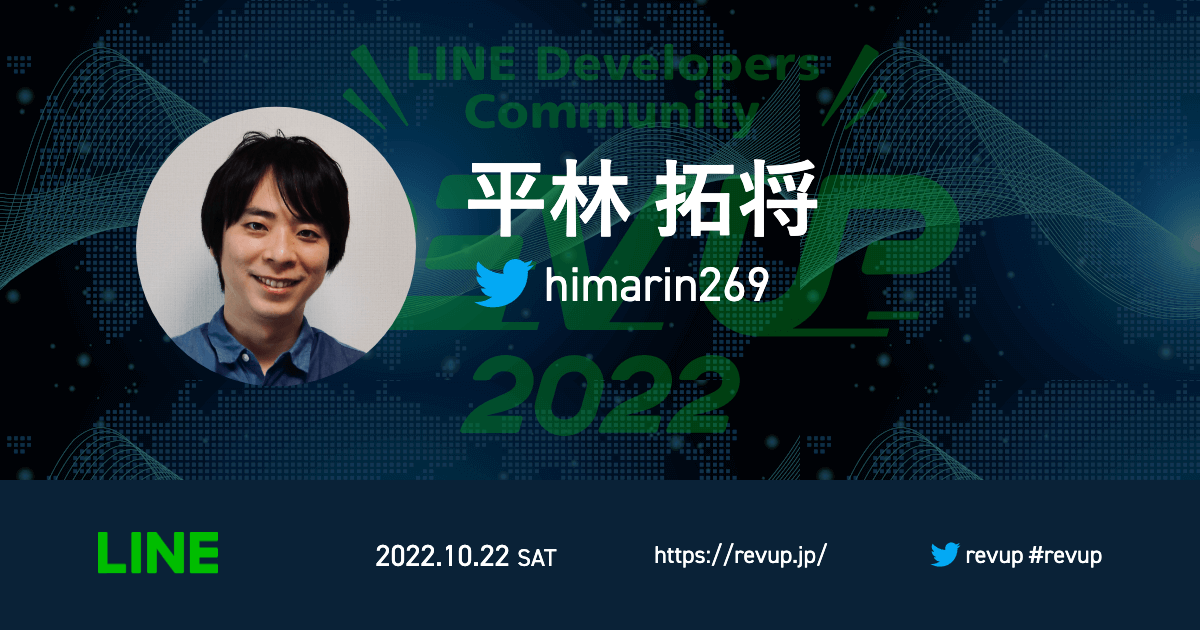 LINE Developers
Community
平林 拓将
himarin269
REVUP
2022
LINE
2022.10.22 SAT
https://revup.jp/
revup #revup